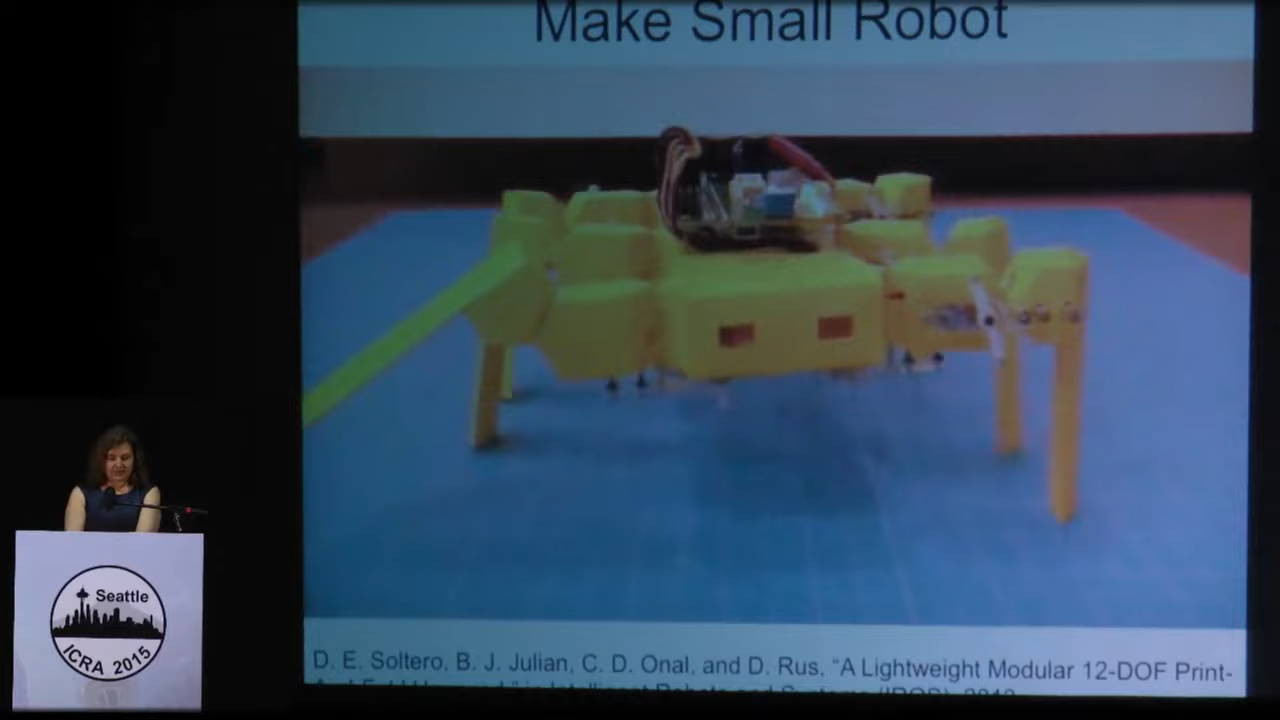 Make Small Robot
Seattle
ICRA 2015
D. E. Soltero, B. J. Julian, C. D. Onal, and D. Rus, “A Lightweight Modular 12-DOF Print-